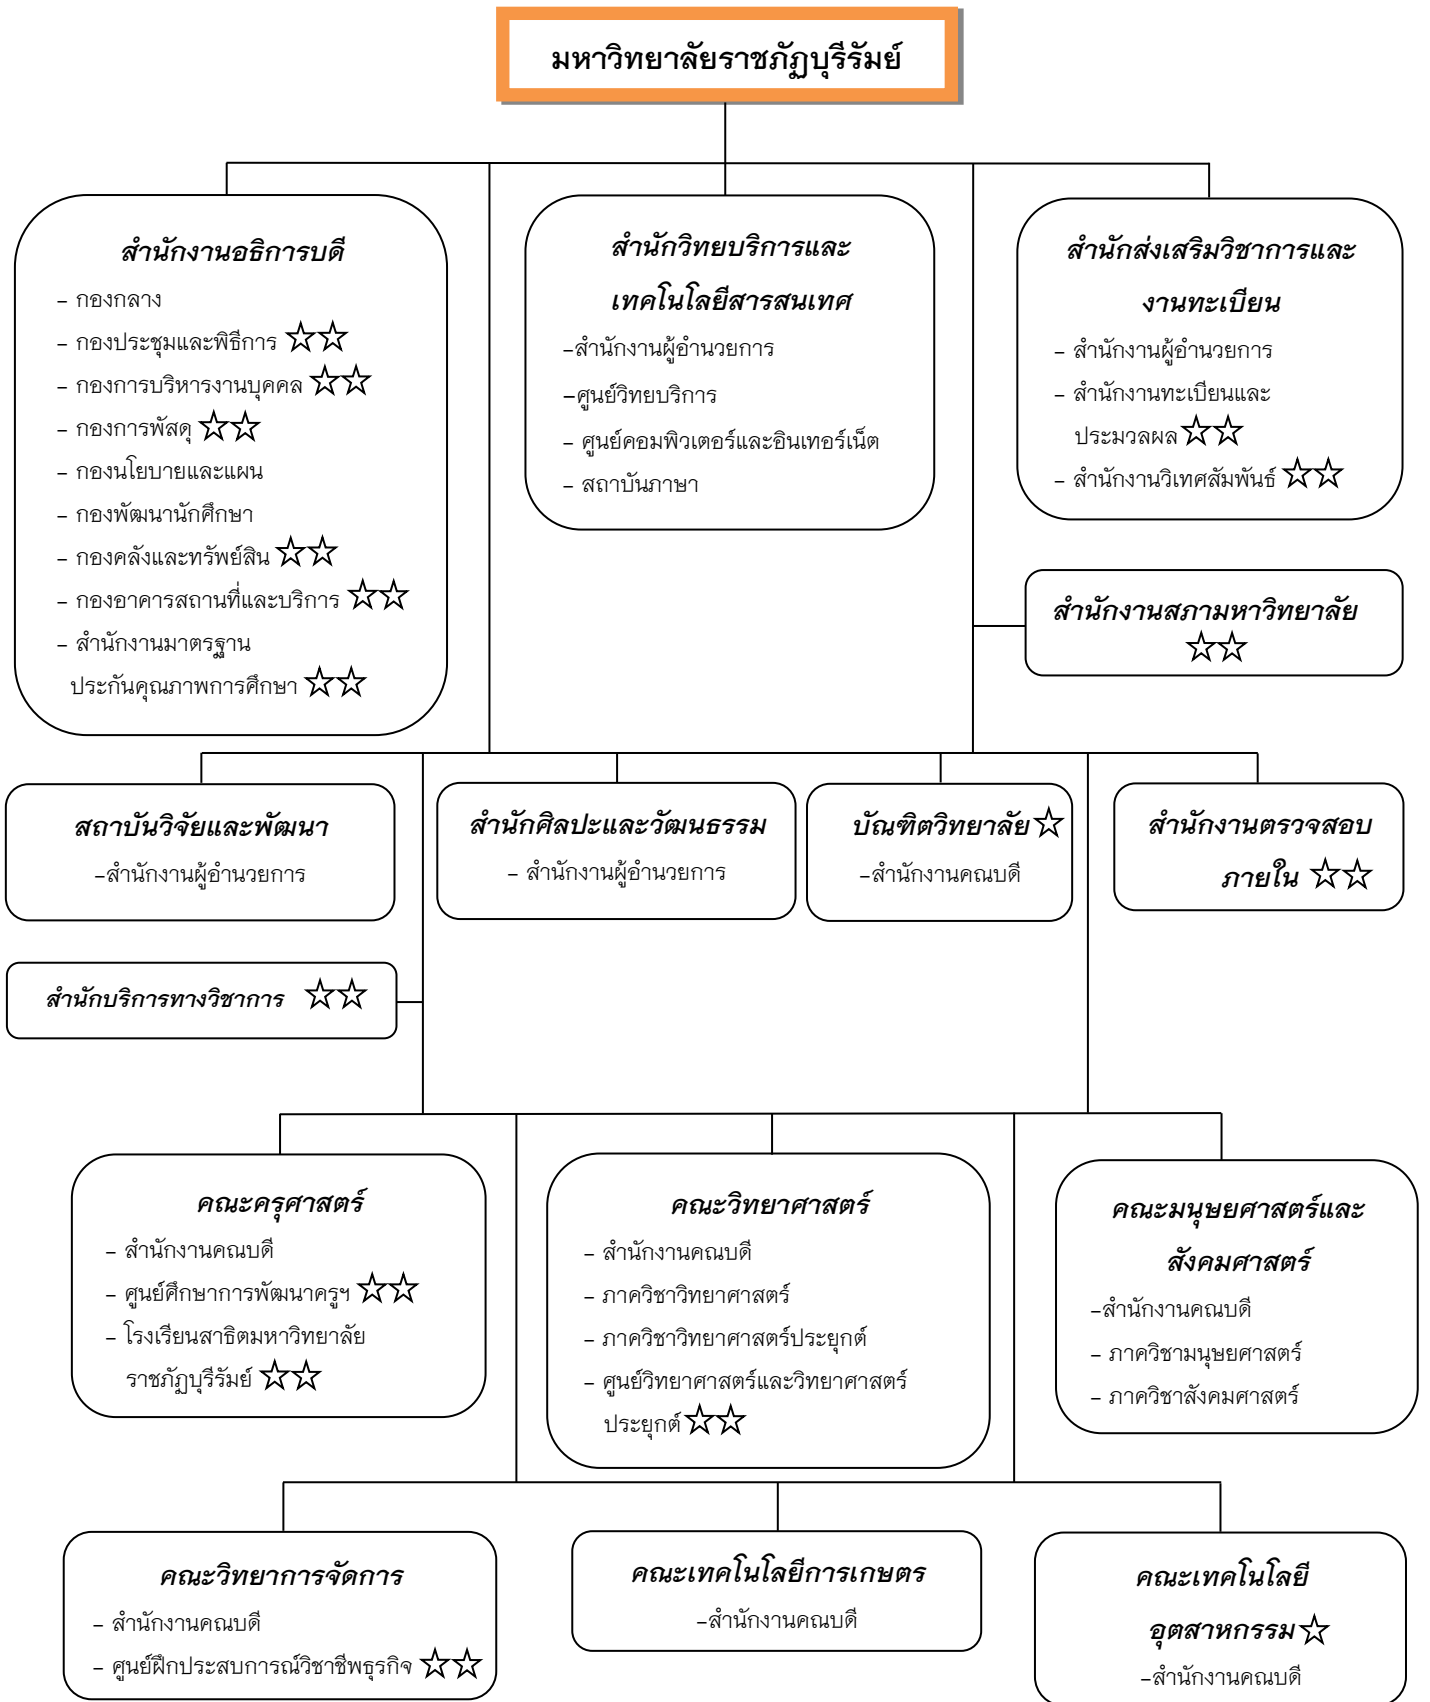 มหาวิทยาลัยราชภัฏบุรีรัมย์
สำนักงานอธิการบดี
- กองกลาง
- กองประชุมและพิธีการ ☆☆
- กองการบริหารงานบุคคล ☆☆
- กองการพัสดุ ☆☆
- กองนโยบายและแผน
- กองพัฒนานักศึกษา
- กองคลังและทรัพย์สิน ☆☆
- กองอาคารสถานที่และบริการ ☆☆
- สำนักงานมาตรฐาน
ประกันคุณภาพการศึกษา ☆☆
สำนักวิทยบริการและ
เทคโนโลยีสารสนเทศ
-สำนักงานผู้อำนวยการ
-ศูนย์วิทยบริการ
- ศูนย์คอมพิวเตอร์และอินเทอร์เน็ต
- สถาบันภาษา
สำนักส่งเสริมวิชาการและ
งานทะเบียน
- สำนักงานผู้อำนวยการ
- สำนักงานทะเบียนและ
ประมวลผล ☆☆
- สำนักงานวิเทศสัมพันธ์ ☆☆
สำนักงานสภามหาวิทยาลัย
☆☆
สถาบันวิจัยและพัฒนา
-สำนักงานผู้อำนวยการ
สำนักศิลปะและวัฒนธรรม
- สำนักงานผู้อำนวยการ
บัณฑิตวิทยาลัย ☆
-สำนักงานคณบดี
สำนักงานตรวจสอบ
ภายใน ☆☆
สำนักบริการทางวิชาการ ☆☆
คณะครุศาสตร์
- สำนักงานคณบดี
- ศูนย์ศึกษาการพัฒนาครูฯ ☆☆
- โรงเรียนสาธิตมหาวิทยาลัย
ราชภัฏบุรีรัมย์ ☆☆
คณะวิทยาศาสตร์
- สำนักงานคณบดี
- ภาควิชาวิทยาศาสตร์
- ภาควิชาวิทยาศาสตร์ประยุกต์
- ศูนย์วิทยาศาสตร์และวิทยาศาสตร์
ประยุกต์ ☆☆
คณะมนุษยศาสตร์และ
สังคมศาสตร์
-สำนักงานคณบดี
- ภาควิชามนุษยศาสตร์
- ภาควิชาสังคมศาสตร์
คณะวิทยาการจัดการ
- สำนักงานคณบดี
- ศูนย์ฝึกประสบการณ์วิชาชีพธุรกิจ ☆☆
คณะเทคโนโลยีการเกษตร
-สำนักงานคณบดี
คณะเทคโนโลยี
อุตสาหกรรม ☆
-สำนักงานคณบดี